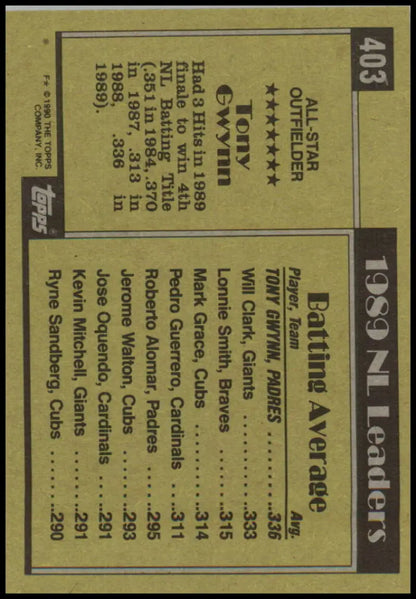 403
1989 NL Leaders
ALL-STAR
OUTFIELDER
★★★★★★★
Tony
Gwynn
Had 3 Hits in 1989
finale to win 4th
NL Batting Title
(.351 in 1984, .370
in 1987, .313 in
1988, .336 in
1989).
Batting Average
Player, Team Avg.
TONY GWYNN, PADRES .....336
Will Clark, Giants .........333
Lonnie Smith, Braves .....315
Mark Grace, Cubs .........314
Pedro Guerrero, Cardinals ...311
Roberto Alomar, Padres .....295
Jerome Walton, Cubs ......293
Jose Oquendo, Cardinals ....291
Kevin Mitchell, Giants ......291
Ryne Sandberg, Cubs ......290
topps®
F★ © 1990 THE TOPPS
COMPANY, INC.
*